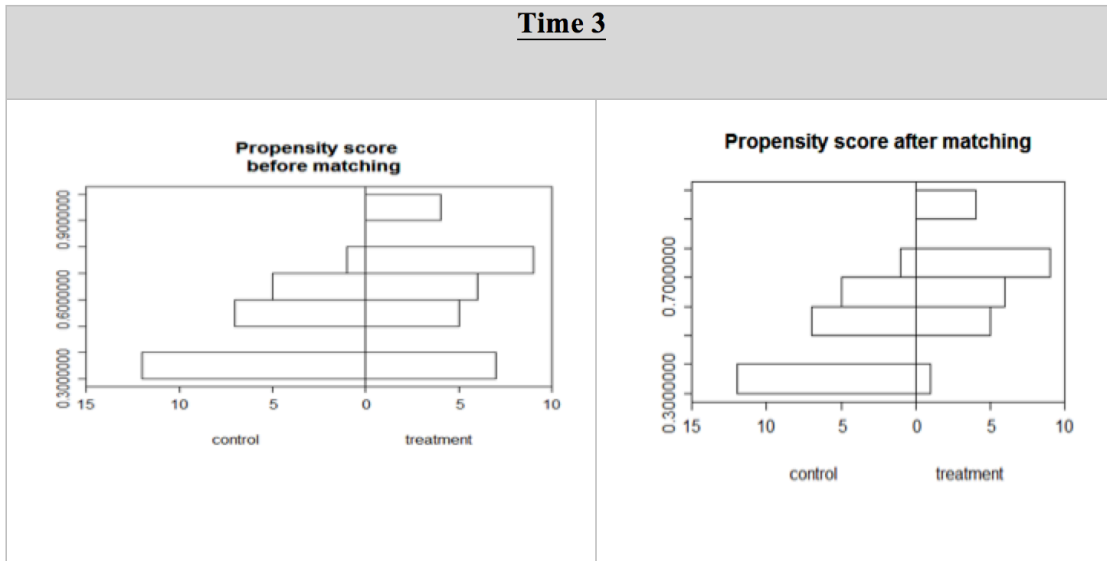 Time 3
Propensity score
before matching
0.9000000
0.6000000
0.3000000
15 10 5 0 5 10
control treatment
Propensity score after matching
0.7000000
0.3000000
15 10 5 0 5 10
control treatment